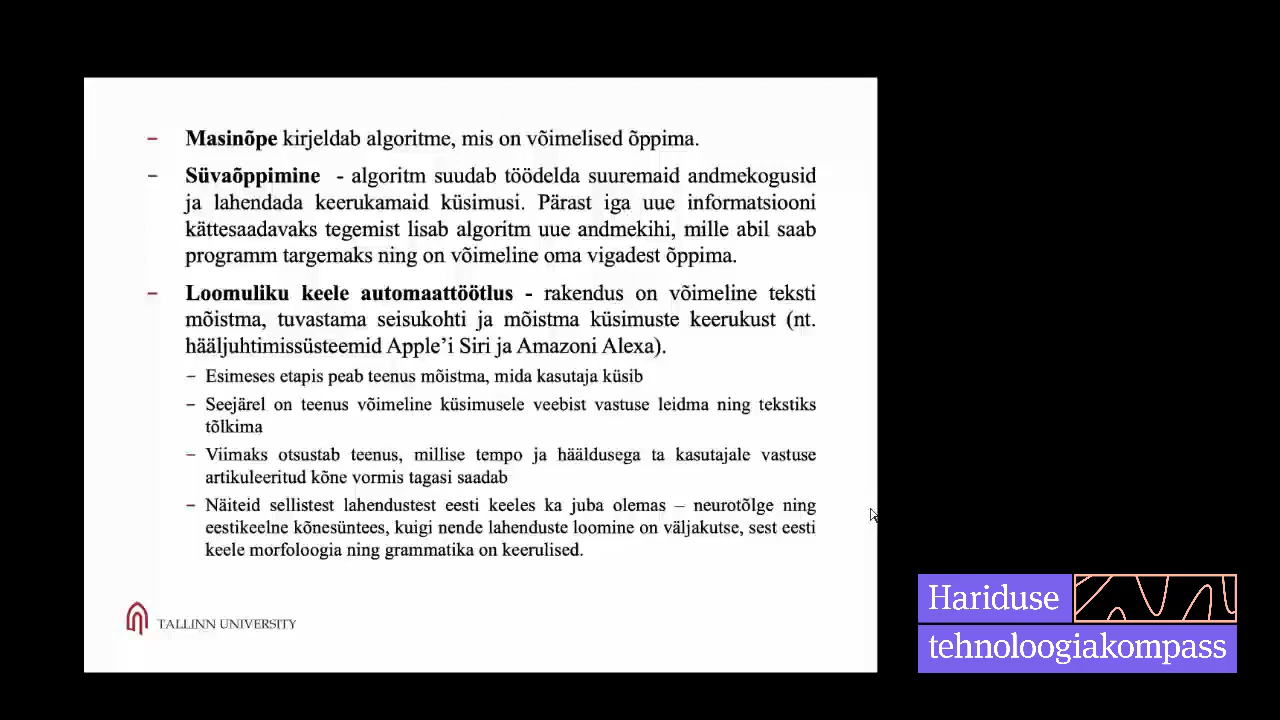 – Masinõpe kirjeldab algoritme, mis on võimelised õppima.
– Süvaõppimine - algoritm suudab töödelda suuremaid andmekogusid
ja lahendada keerukamaid küsimusi. Pärast iga uue informatsiooni
kättesaadavaks tegemist lisab algoritm uue andmekihi, mille abil saab
programm targemaks ning on võimeline oma vigadest õppima.
– Loomuliku keele automaattöötlus - rakendus on võimeline teksti
mõistma, tuvastama seisukohti ja mõistma küsimuste keerukust (nt.
hääljuhtimissüsteemid Apple’i Siri ja Amazoni Alexa).
– Esimeses etapis peab teenus mõistma, mida kasutaja küsib
– Seejärel on teenus võimeline küsimusele veebist vastuse leidma ning tekstiks
tõlkima
– Viimaks otsustab teenus, millise tempo ja hääldusega ta kasutajale vastuse
artikuleeritud kõne vormis tagasi saadab
– Näiteid sellistest lahendustest eesti keeles ka juba olemas – neurotõlge ning
eestikeelne kõnesüntees, kuigi nende lahenduste loomine on väljakutse, sest eesti
keele morfoloogia ning grammatika on keerulised.
TALLINN UNIVERSITY
Hariduse
tehnoloogiakompass